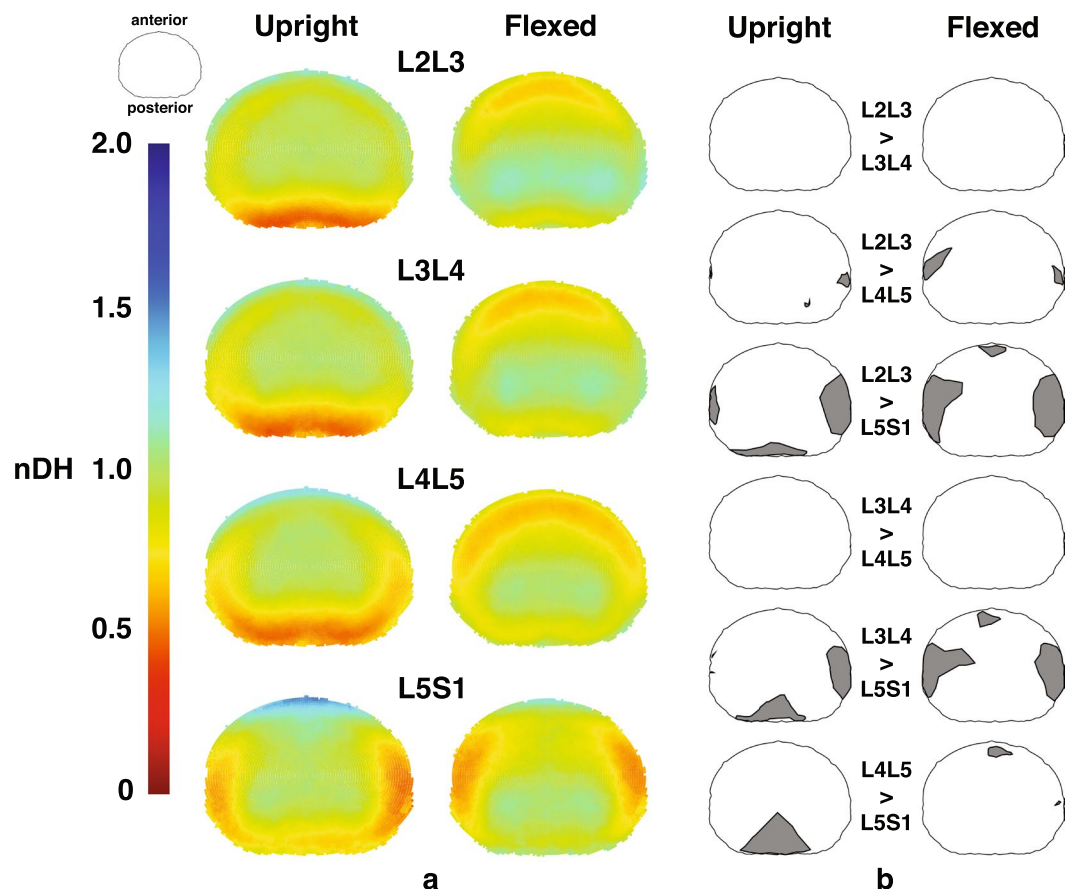 anterior
posterior
Upright
Flexed
L2L3
L3L4
L4L5
L5S1
2.0
1.5
1.0
0.5
0
nDH
a
Upright
Flexed
L2L3
>
L3L4
L2L3
>
L4L5
L2L3
>
L5S1
L3L4
>
L4L5
L3L4
>
L5S1
L4L5
>
L5S1
b